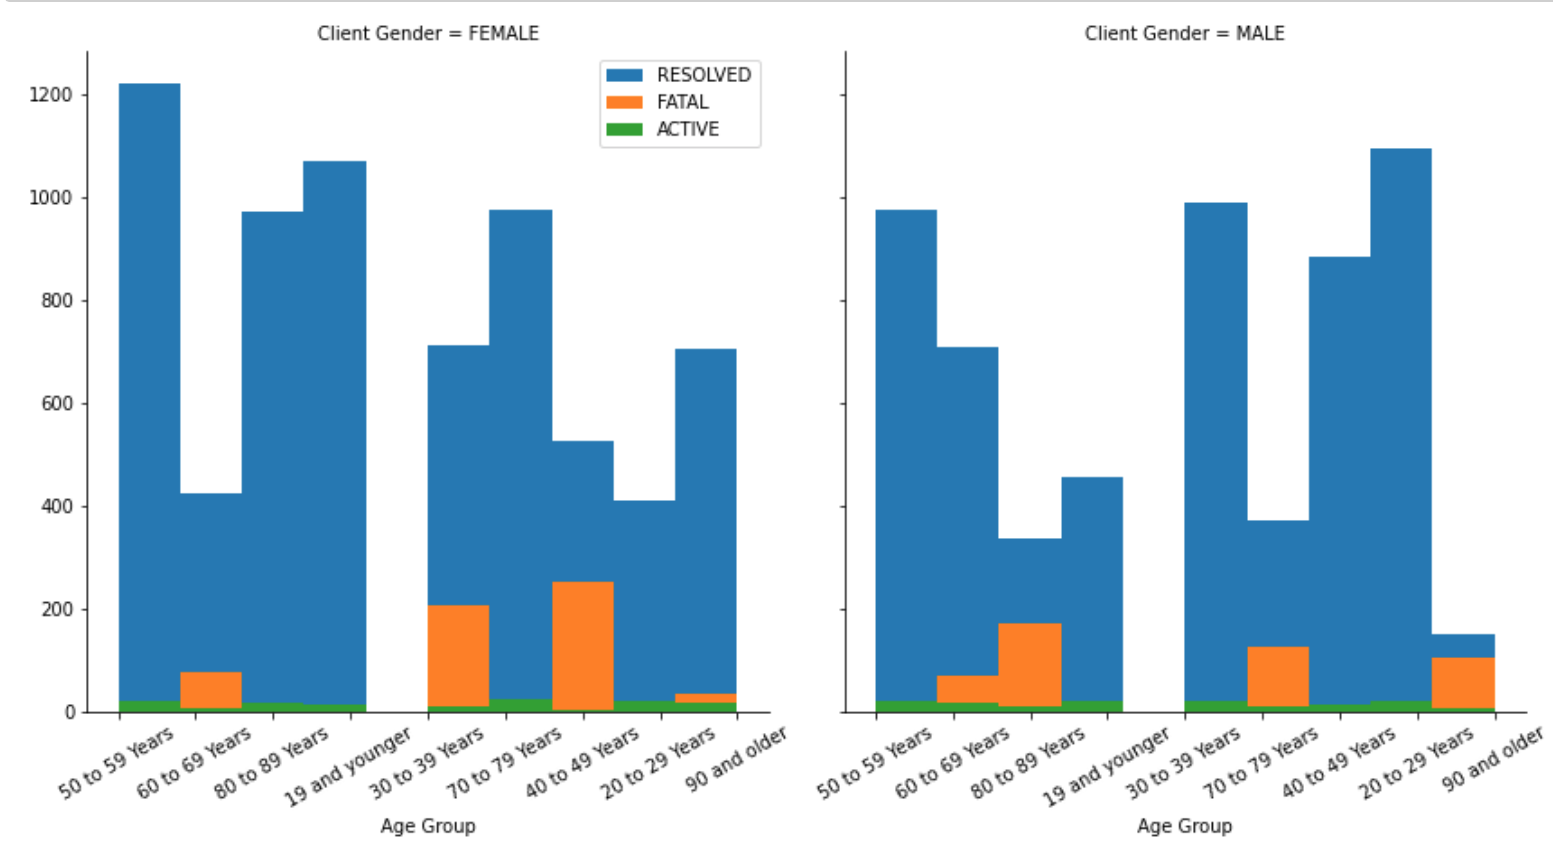 Client Gender = FEMALE
Client Gender = MALE
RESOLVED
FATAL
ACTIVE
1200
1000
800
600
400
200
0
50 to 59 Years
60 to 69 Years
80 to 89 Years
19 and younger
30 to 39 Years
70 to 79 Years
40 to 49 Years
20 to 29 Years
90 and older
50 to 59 Years
60 to 69 Years
80 to 89 Years
19 and younger
30 to 39 Years
70 to 79 Years
40 to 49 Years
20 to 29 Years
90 and older
Age Group
Age Group